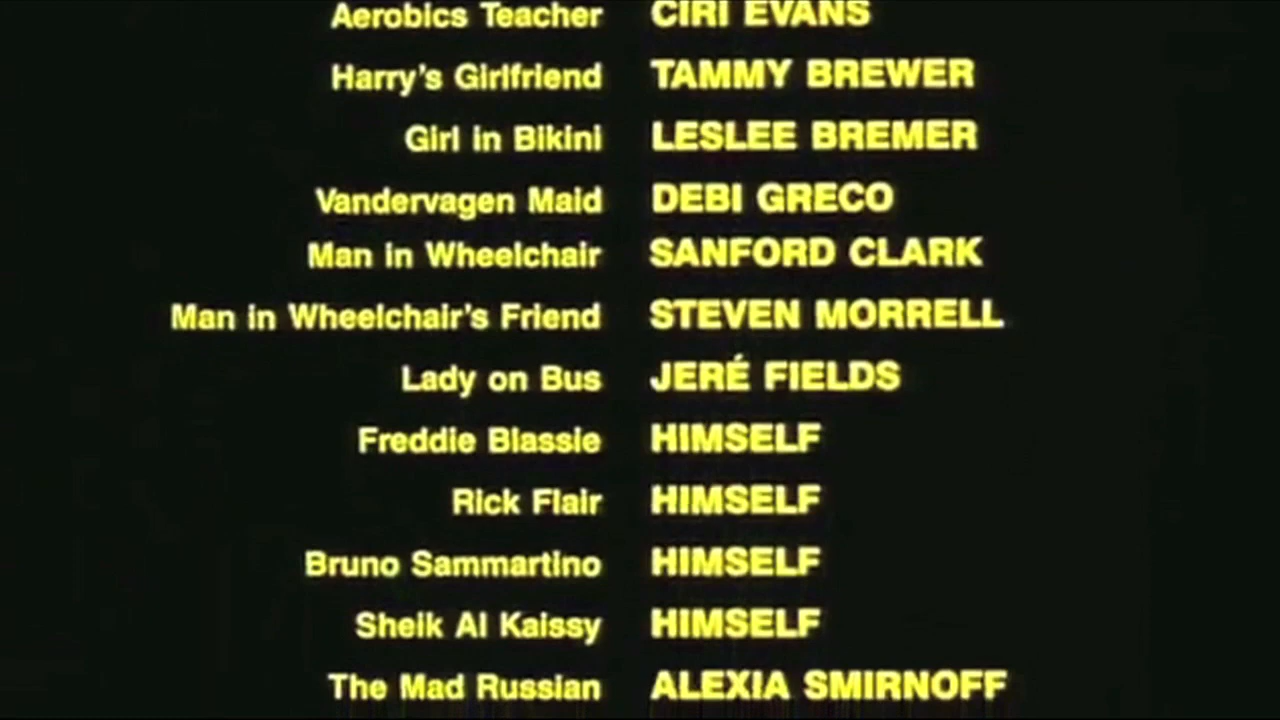 Aerobics Teacher CIRI EVANS
Harry's Girlfriend TAMMY BREWER
Girl in Bikini LESLEE BREMER
Vandervagen Maid DEBI GRECO
Man in Wheelchair SANFORD CLARK
Man in Wheelchair's Friend STEVEN MORRELL
Lady on Bus JERÉ FIELDS
Freddie Blassie HIMSELF
Rick Flair HIMSELF
Bruno Sammartino HIMSELF
Sheik Al Kaissy HIMSELF
The Mad Russian ALEXIA SMIRNOFF